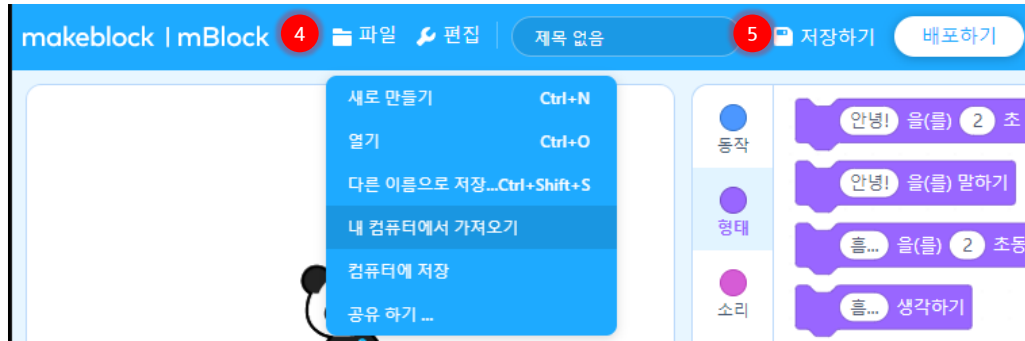 makeblock | mBlock 4 파일 편집 제목 없음 5 저장하기 배포하기
새로 만들기 Ctrl+N
열기 Ctrl+O
다른 이름으로 저장...Ctrl+Shift+S
내 컴퓨터에서 가져오기
컴퓨터에 저장
공유 하기 ...
동작
형태
소리
안녕! 을(를) 2 초
안녕! 을(를) 말하기
흠... 을(를) 2 초동
흠... 생각하기